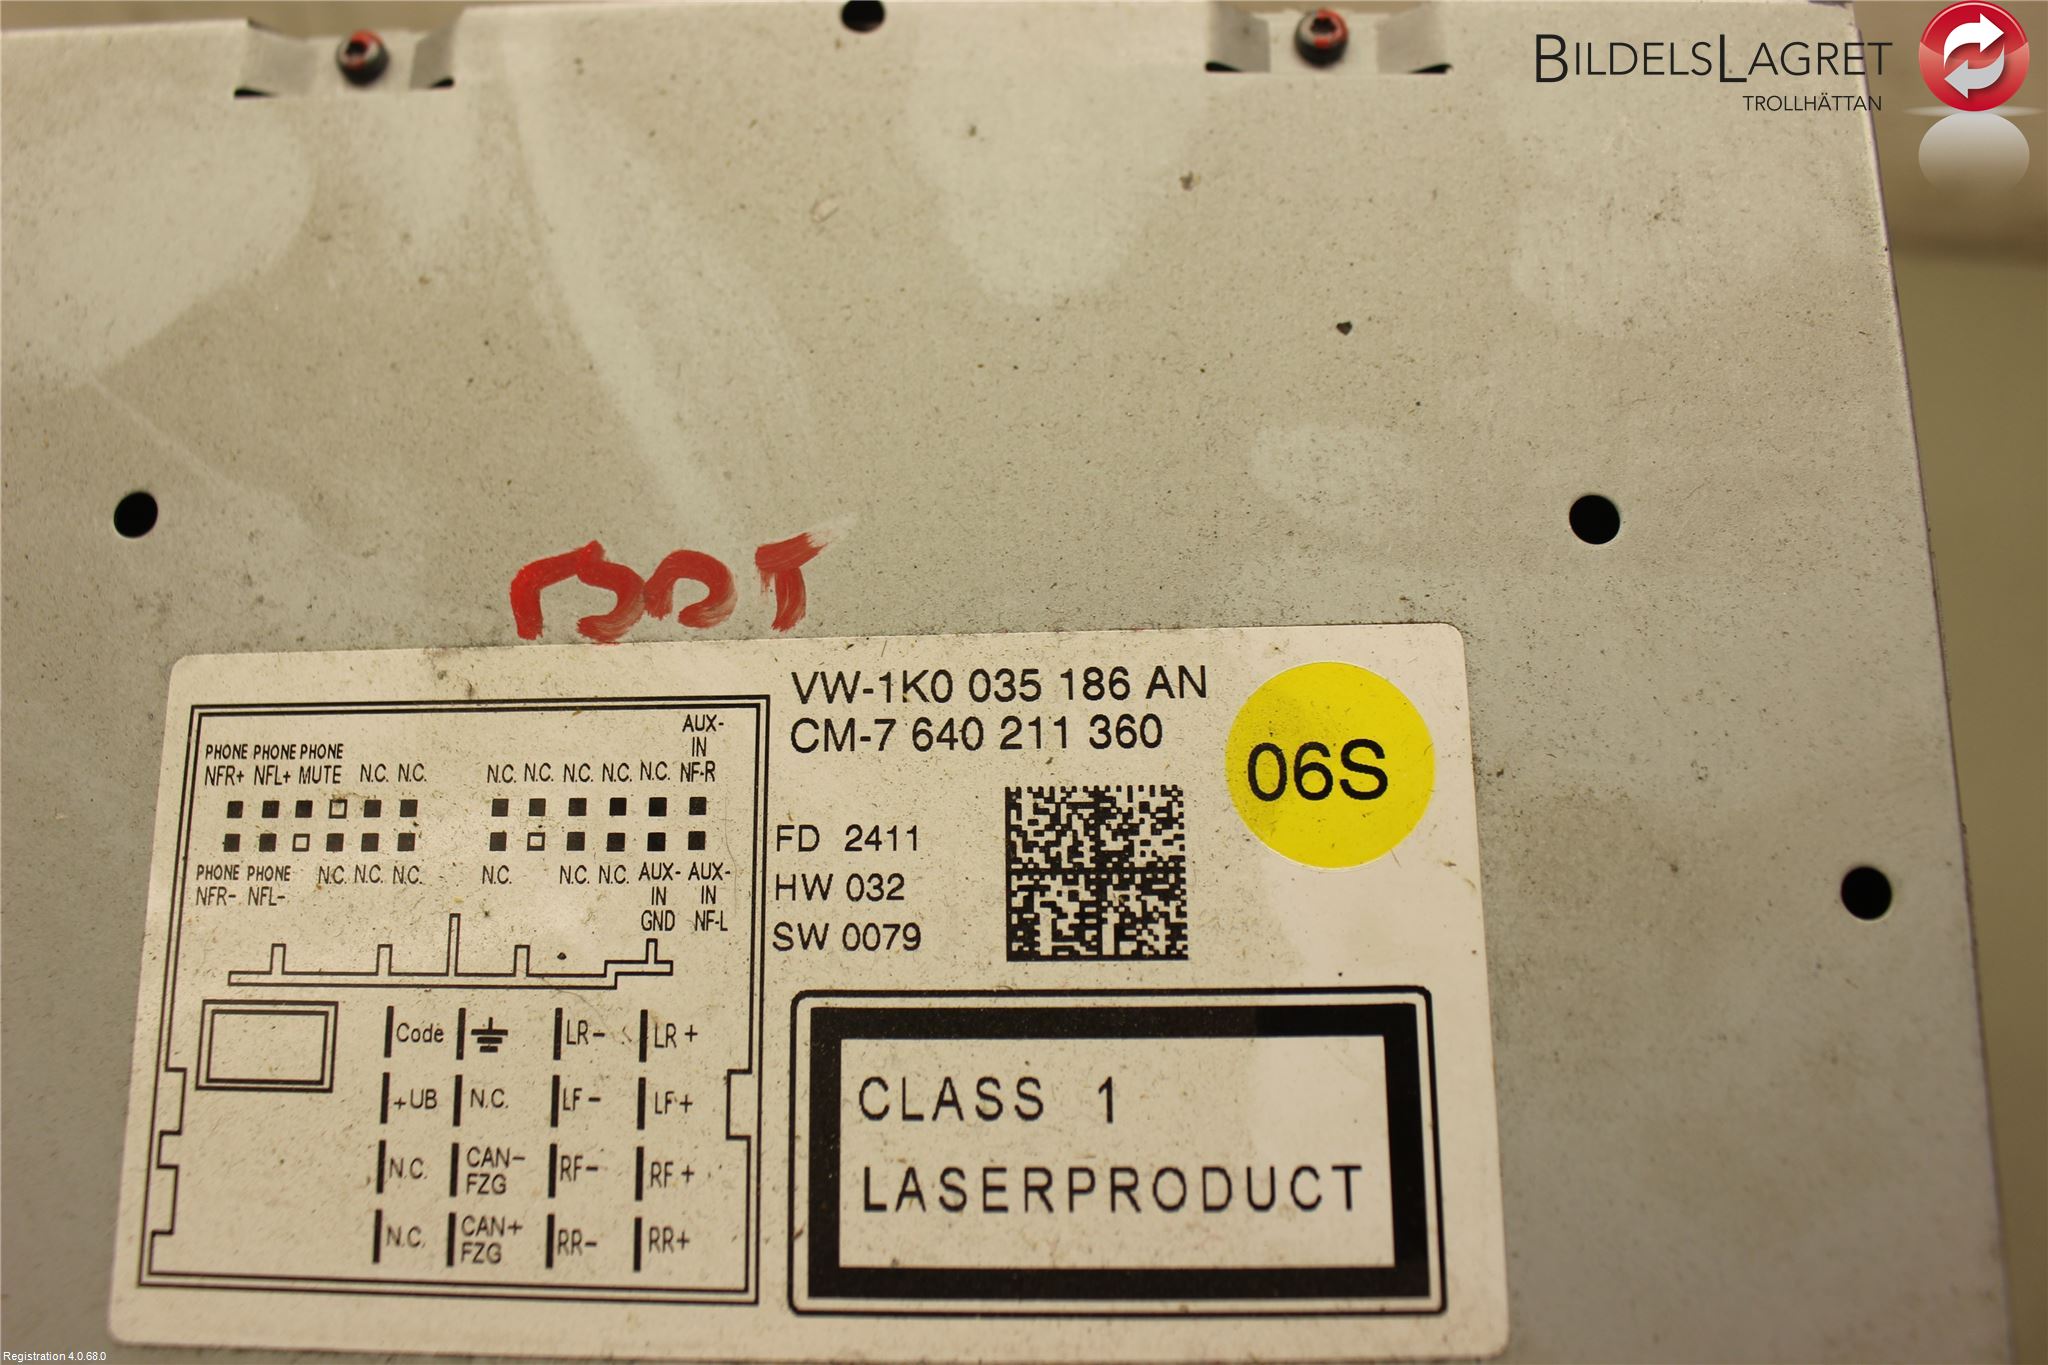 BILDELSLAGRET
TROLLHÄTTAN
VW-1K0 035 186 AN
CM-7 640 211 360
06S
FD 2411
HW 032
SW 0079
AUX-
PHONE PHONE PHONE IN
NFR+ NFL+ MUTE N.C. N.C. N.C. N.C. N.C. N.C. N.C. NF-R
PHONE PHONE N.C. N.C. N.C. N.C. N.C. N.C. AUX- AUX-
NFR- NFL- IN IN
GND NF-L
Code LR- LR+
+UB N.C. LF- LF+
N.C. CAN- FZG RF- RF+
N.C. CAN+ FZG RR- RR+
CLASS 1
LASERPRODUCT
Registration 4.0.68.0